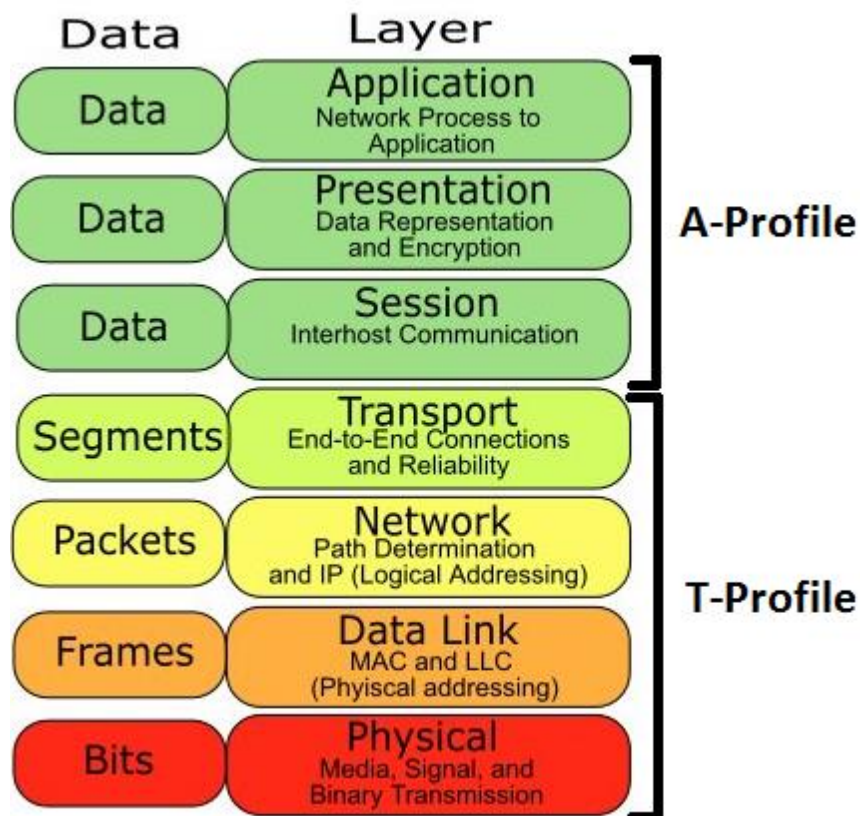 Data Layer
Data Application
Network Process to
Application
Data Presentation
Data Representation
and Encryption
A-Profile
Data Session
Interhost Communication
Segments Transport
End-to-End Connections
and Reliability
Packets Network
Path Determination
and IP (Logical Addressing)
T-Profile
Frames Data Link
MAC and LLC
(Phyiscal addressing)
Bits Physical
Media, Signal, and
Binary Transmission